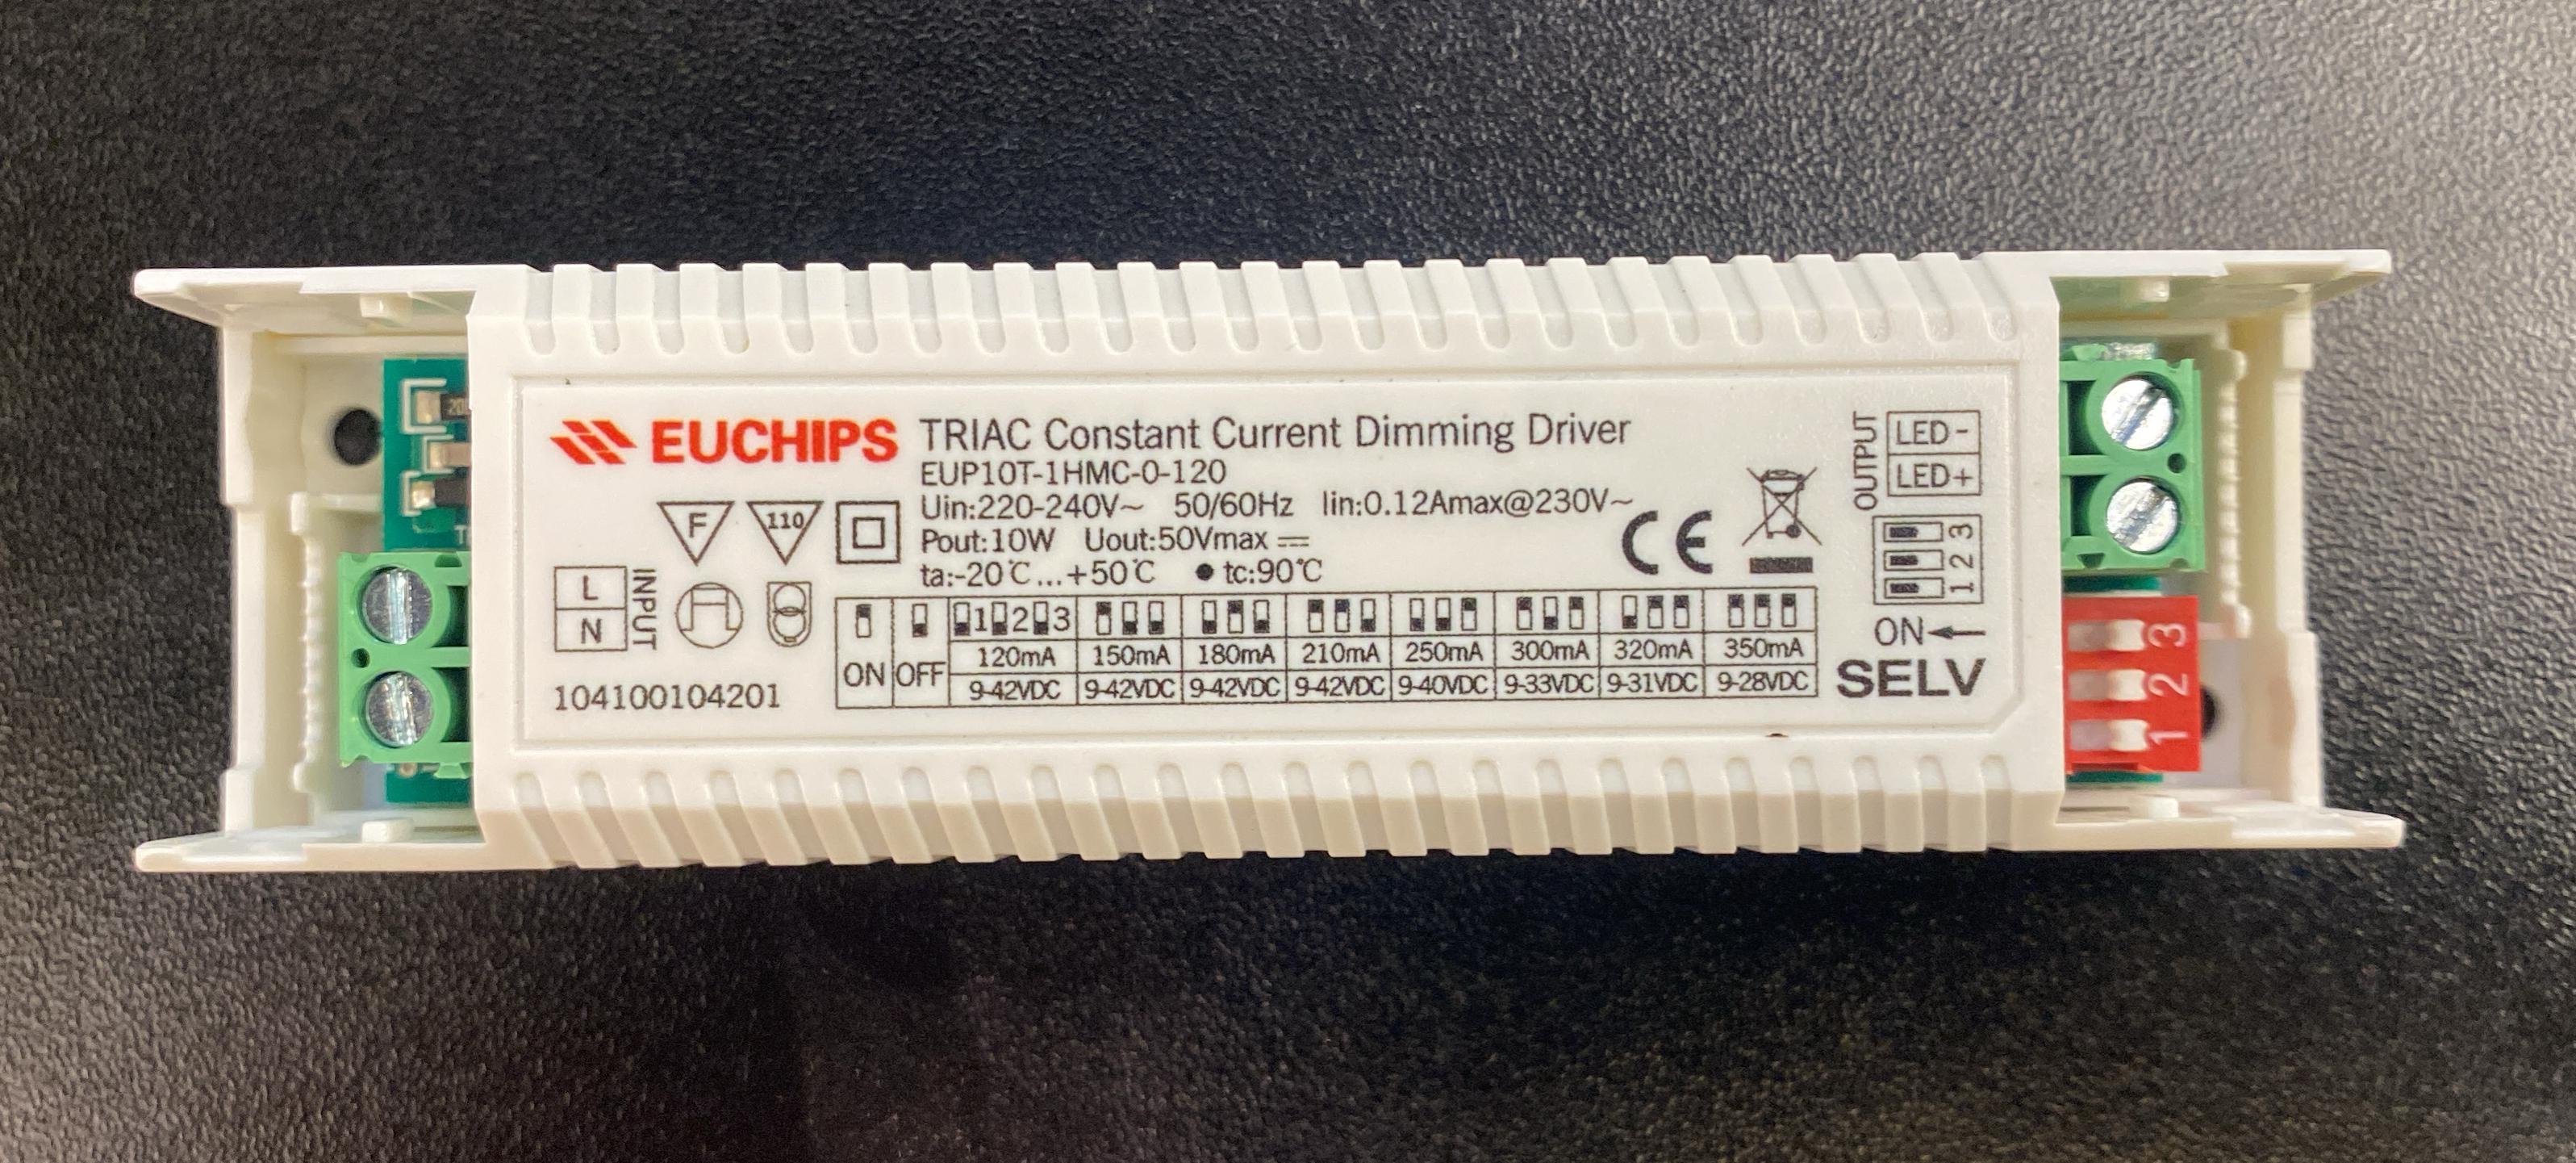 EUCHIPS
TRIAC Constant Current Dimming Driver
EUP10T-1HMC-0-120
Uin:220-240V~ 50/60Hz Iin:0.12Amax@230V~
Pout:10W Uout:50Vmax
ta:-20℃...+50℃ ●tc:90℃
F
110
L
N
INPUT
104100104201
ON
OFF
1 2 3
120mA 150mA 180mA 210mA 250mA 300mA 320mA 350mA
9-42VDC 9-42VDC 9-42VDC 9-42VDC 9-40VDC 9-33VDC 9-31VDC 9-28VDC
CE
OUTPUT
LED-
LED+
3
2
1
ON←
SELV
3
2
1